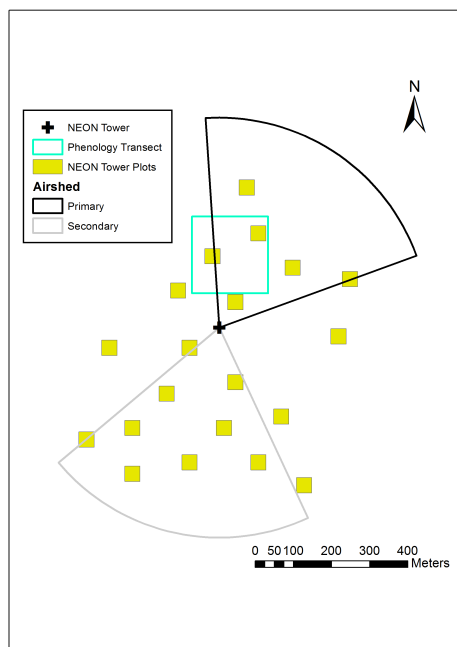 N
NEON Tower
Phenology Transect
NEON Tower Plots
Airshed
Primary
Secondary
0 50 100 200 300 400
Meters